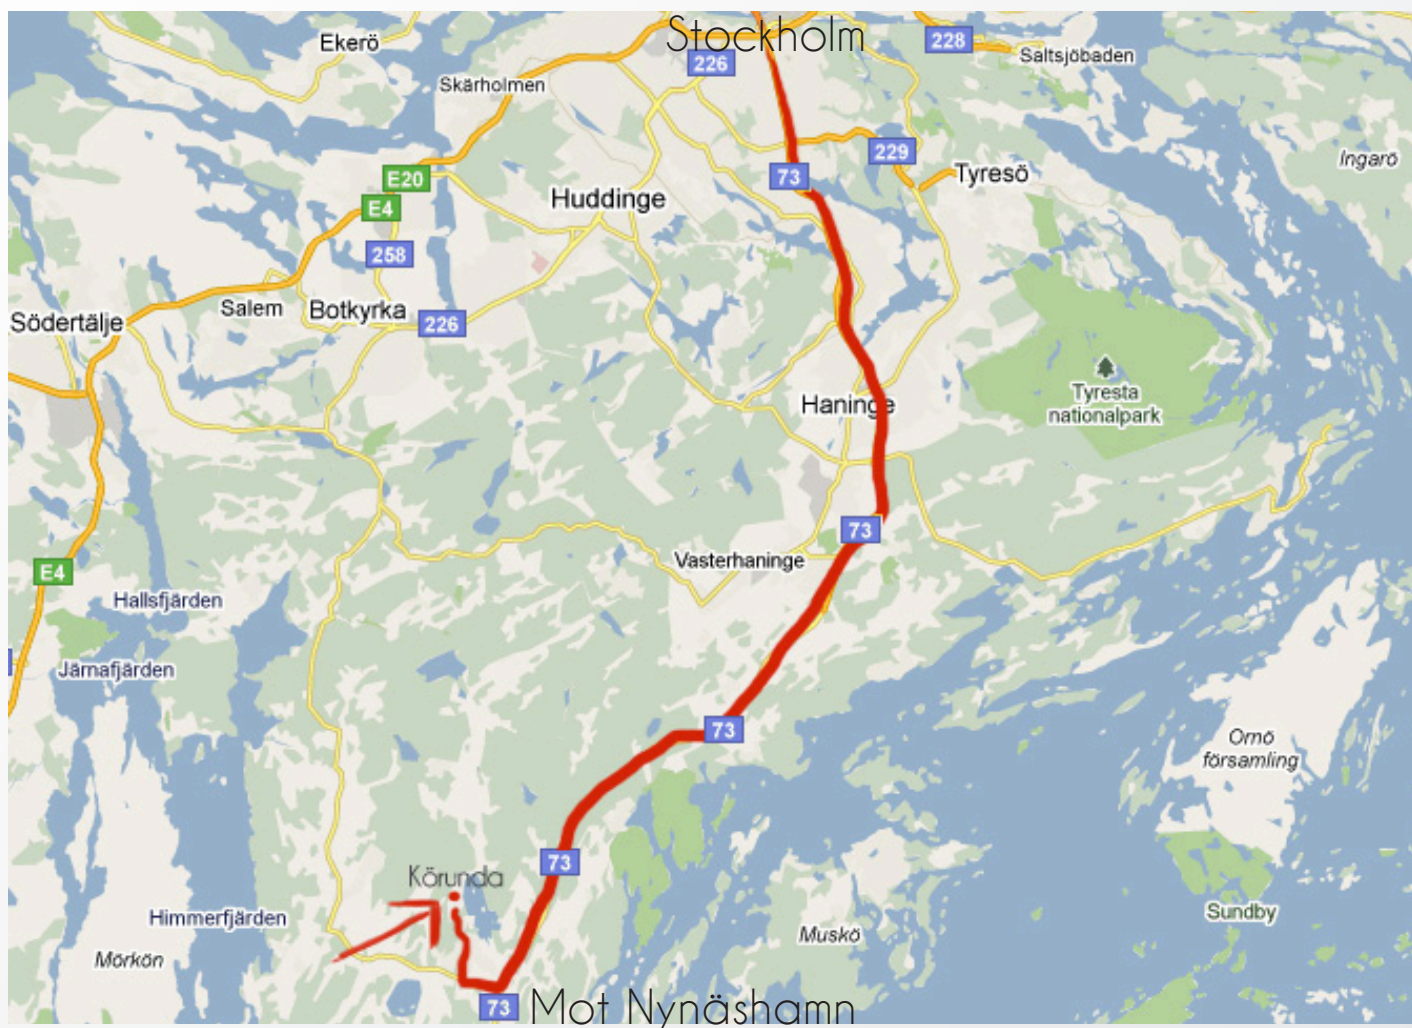 Stockholm
Ekerö
226
228
Saltsjöbaden
Skärholmen
229
Ingarö
E20
73
Tyresö
E4
Huddinge
258
Salem
Botkyrka
Södertälje
226
Tyresta
nationalpark
Haninge
73
Vasterhaninge
E4
Hallsfjärden
Järnafjärden
73
Ornö
församling
73
Körunda
Himmerfjärden
Sundby
Muskö
Mörkön
73
Mot Nynäshamn